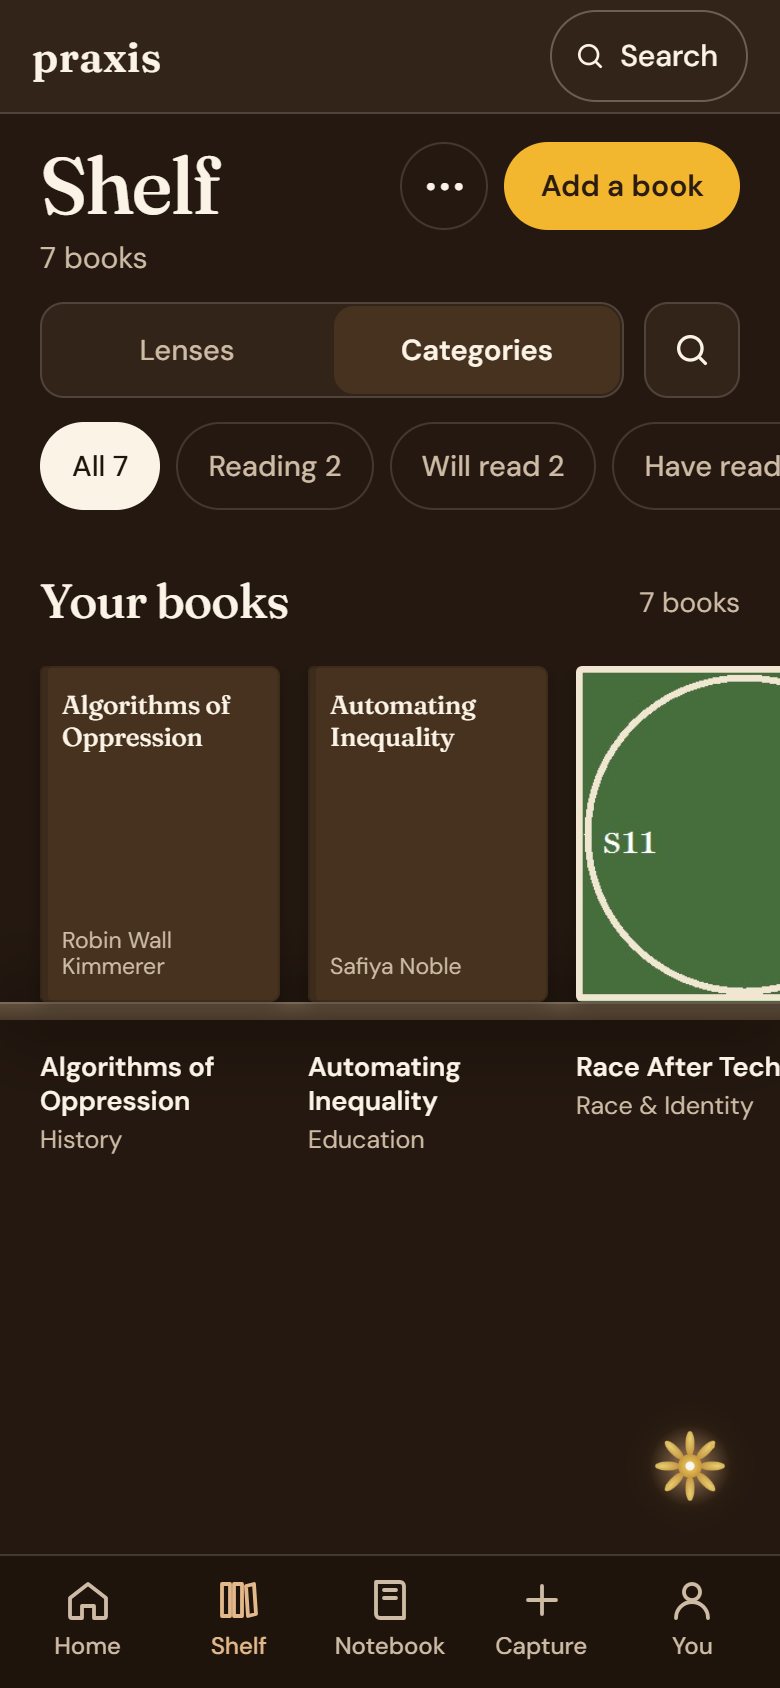 praxis
Search
Shelf
Add a book
7 books
Lenses
Categories
All 7
Reading 2
Will read 2
Have read
Your books
7 books
Algorithms of
Oppression
Robin Wall
Kimmerer
Automating
Inequality
Safiya Noble
S11
Algorithms of
Oppression
History
Automating
Inequality
Education
Race After Tech
Race & Identity
Home
Shelf
Notebook
Capture
You